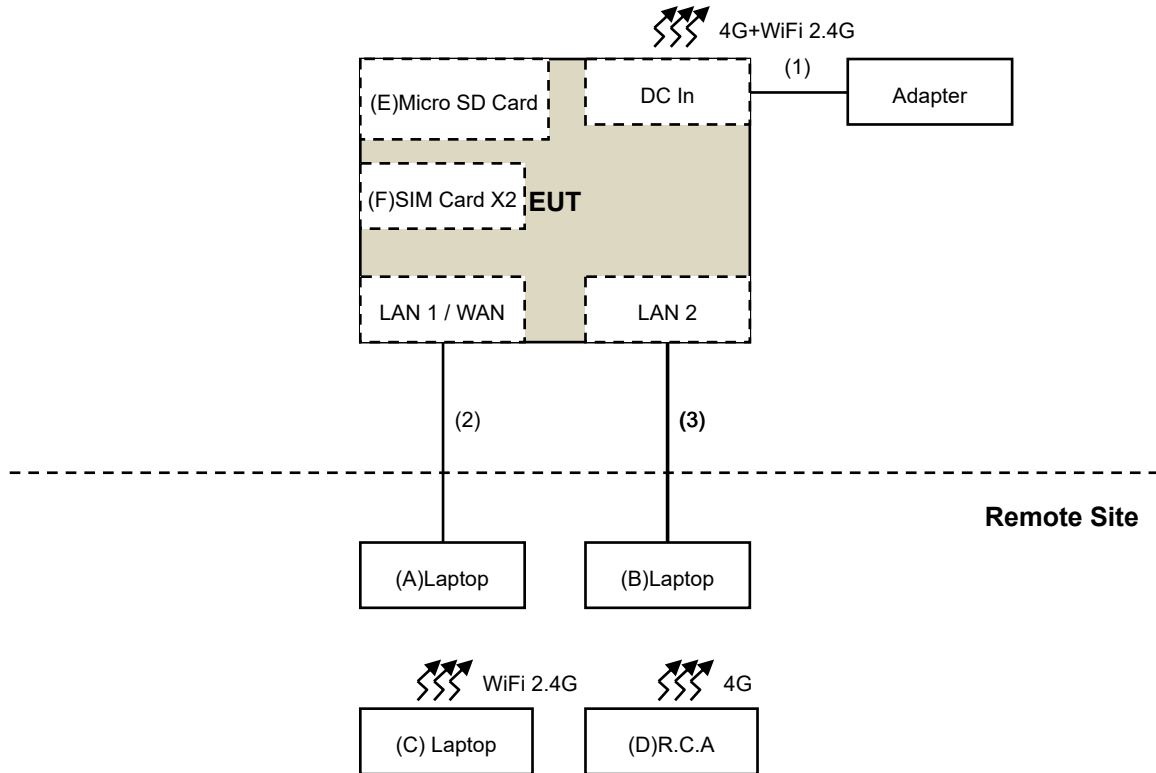 4G+WiFi 2.4G
(1)
(E)Micro SD Card
DC In
Adapter
(F)SIM Card X2
EUT
LAN 1 / WAN
LAN 2
(2)
(3)
Remote Site
(A)Laptop
(B)Laptop
WiFi 2.4G
4G
(C) Laptop
(D)R.C.A